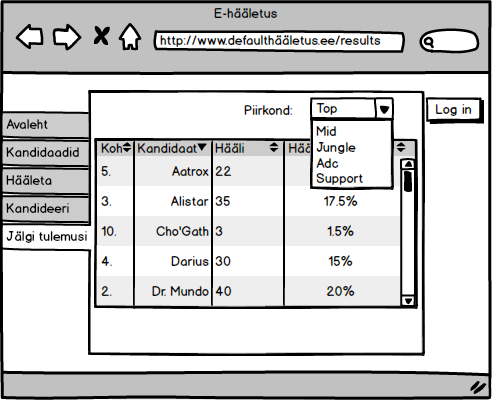 E-hääletus
http://www.defaulthääletus.ee/results
Piirkond: Top
Log in
Mid
Jungle
Adc
Support
Avaleht
Kandidaadid
Hääleta
Kandideeri
Jälgi tulemusi
Koh Kandidaat Hääli Hää
5. Aatrox 22
3. Alistar 35 17.5%
10. Cho'Gath 3 1.5%
4. Darius 30 15%
2. Dr. Mundo 40 20%